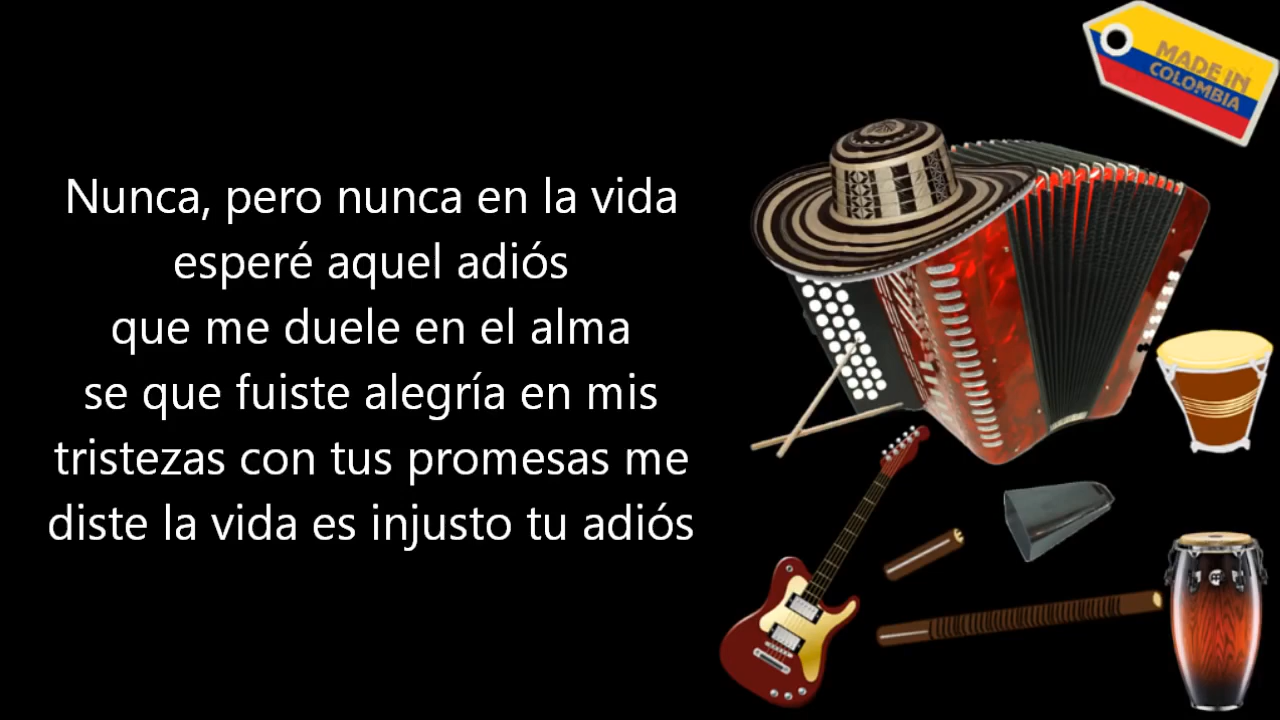 Nunca, pero nunca en la vida
esperé aquel adiós
que me duele en el alma
se que fuiste alegría en mis
tristezas con tus promesas me
diste la vida es injusto tu adiós
MADE IN
COLOMBIA